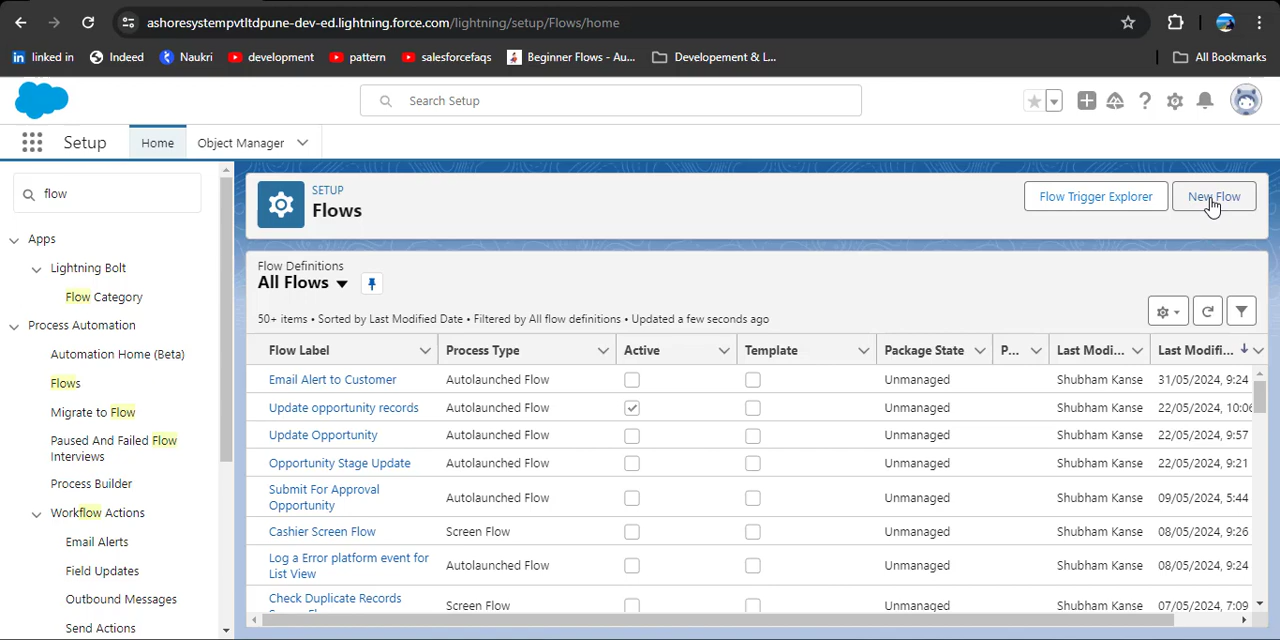 ashoresystempvtltdpune-dev-ed.lightning.force.com/lightning/setup/Flows/home
linked in
Indeed
Naukri
development
pattern
salesforcefaqs
Beginner Flows - Au...
Developement & L...
All Bookmarks
Search Setup
Setup
Home
Object Manager
flow
Apps
Lightning Bolt
Flow Category
Process Automation
Automation Home (Beta)
Flows
Migrate to Flow
Paused And Failed Flow
Interviews
Process Builder
Workflow Actions
Email Alerts
Field Updates
Outbound Messages
Send Actions
SETUP
Flows
Flow Trigger Explorer
New Flow
Flow Definitions
All Flows
50+ items • Sorted by Last Modified Date • Filtered by All flow definitions • Updated a few seconds ago
Flow Label Process Type Active Template Package State P... Last Modi... Last Modifi...
Email Alert to Customer Autolaunched Flow Unmanaged Shubham Kanse 31/05/2024, 9:24
Update opportunity records Autolaunched Flow Unmanaged Shubham Kanse 22/05/2024, 10:06
Update Opportunity Autolaunched Flow Unmanaged Shubham Kanse 22/05/2024, 9:57
Opportunity Stage Update Autolaunched Flow Unmanaged Shubham Kanse 22/05/2024, 9:21
Submit For Approval
Opportunity Autolaunched Flow Unmanaged Shubham Kanse 09/05/2024, 5:44
Cashier Screen Flow Screen Flow Unmanaged Shubham Kanse 08/05/2024, 9:26
Log a Error platform event for
List View Autolaunched Flow Unmanaged Shubham Kanse 08/05/2024, 9:24
Check Duplicate Records
Screen Flow Unmanaged Shubham Kanse 07/05/2024, 7:09